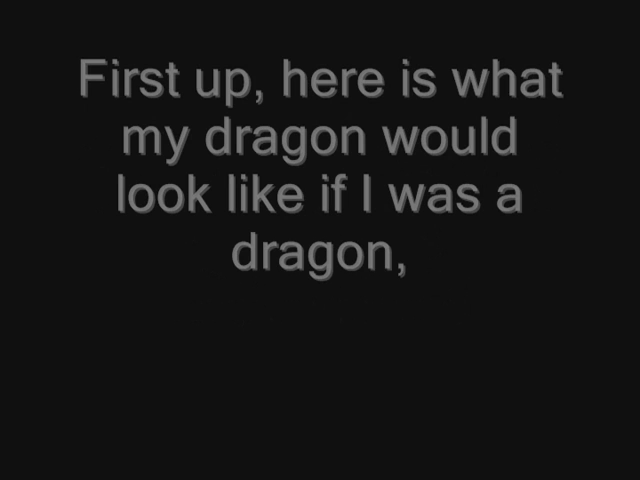 First up, here is what
my dragon would
look like if I was a
dragon,